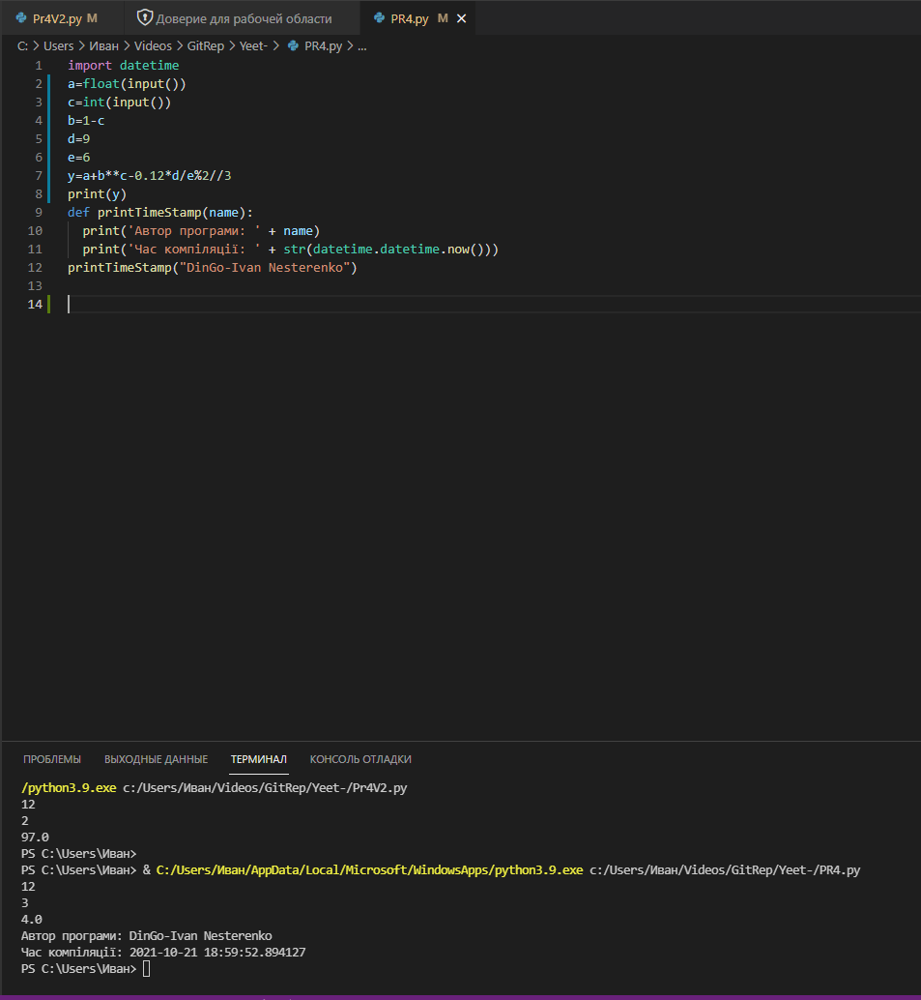 Pr4V2.py M Доверие для рабочей области PR4.py M
C: > Users > Иван > Videos > GitRep > Yeet- > PR4.py > ...
1 import datetime
2 a=float(input())
3 c=int(input())
4 b=1-c
5 d=9
6 e=6
7 y=a+b**c-0.12*d/e%2//3
8 print(y)
9 def printTimeStamp(name):
10 print('Автор програми: ' + name)
11 print('Час компіляції: ' + str(datetime.datetime.now()))
12 printTimeStamp("DinGo-Ivan Nesterenko")
13
14
ПРОБЛЕМЫ ВЫХОДНЫЕ ДАННЫЕ ТЕРМИНАЛ КОНСОЛЬ ОТЛАДКИ
/python3.9.exe c:/Users/Иван/Videos/GitRep/Yeet-/Pr4V2.py
12
2
97.0
PS C:\Users\Иван>
PS C:\Users\Иван> & C:/Users/Иван/AppData/Local/Microsoft/WindowsApps/python3.9.exe c:/Users/Иван/Videos/GitRep/Yeet-/PR4.py
12
3
4.0
Автор програми: DinGo-Ivan Nesterenko
Час компіляції: 2021-10-21 18:59:52.894127
PS C:\Users\Иван>